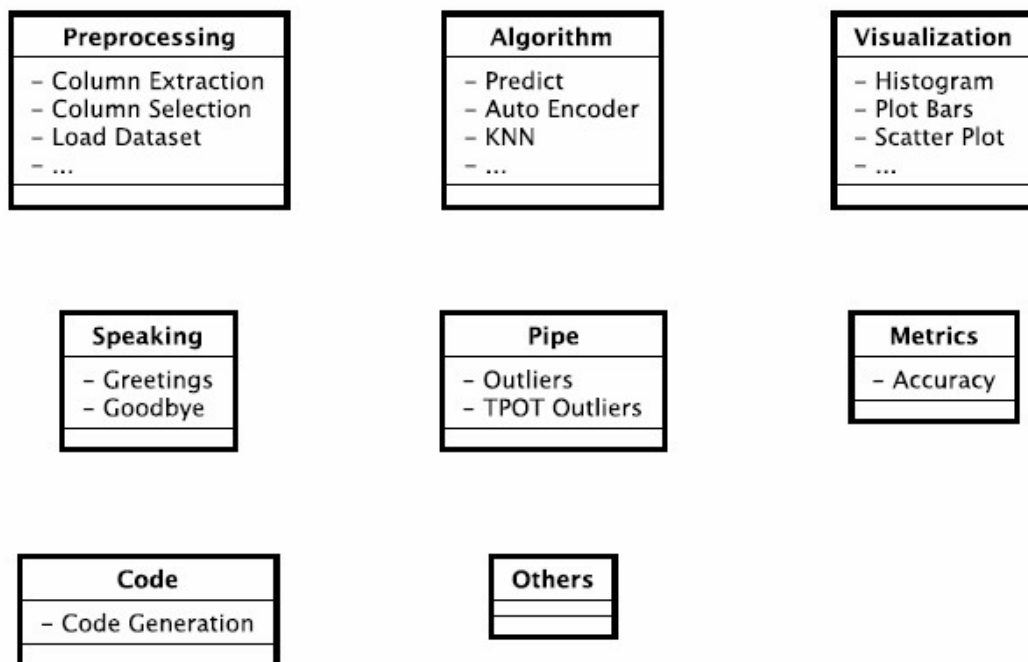 Preprocessing
– Column Extraction
– Column Selection
– Load Dataset
– ...
Algorithm
– Predict
– Auto Encoder
– KNN
– ...
Visualization
– Histogram
– Plot Bars
– Scatter Plot
– ...
Speaking
– Greetings
– Goodbye
Pipe
– Outliers
– TPOT Outliers
Metrics
– Accuracy
Code
– Code Generation
Others